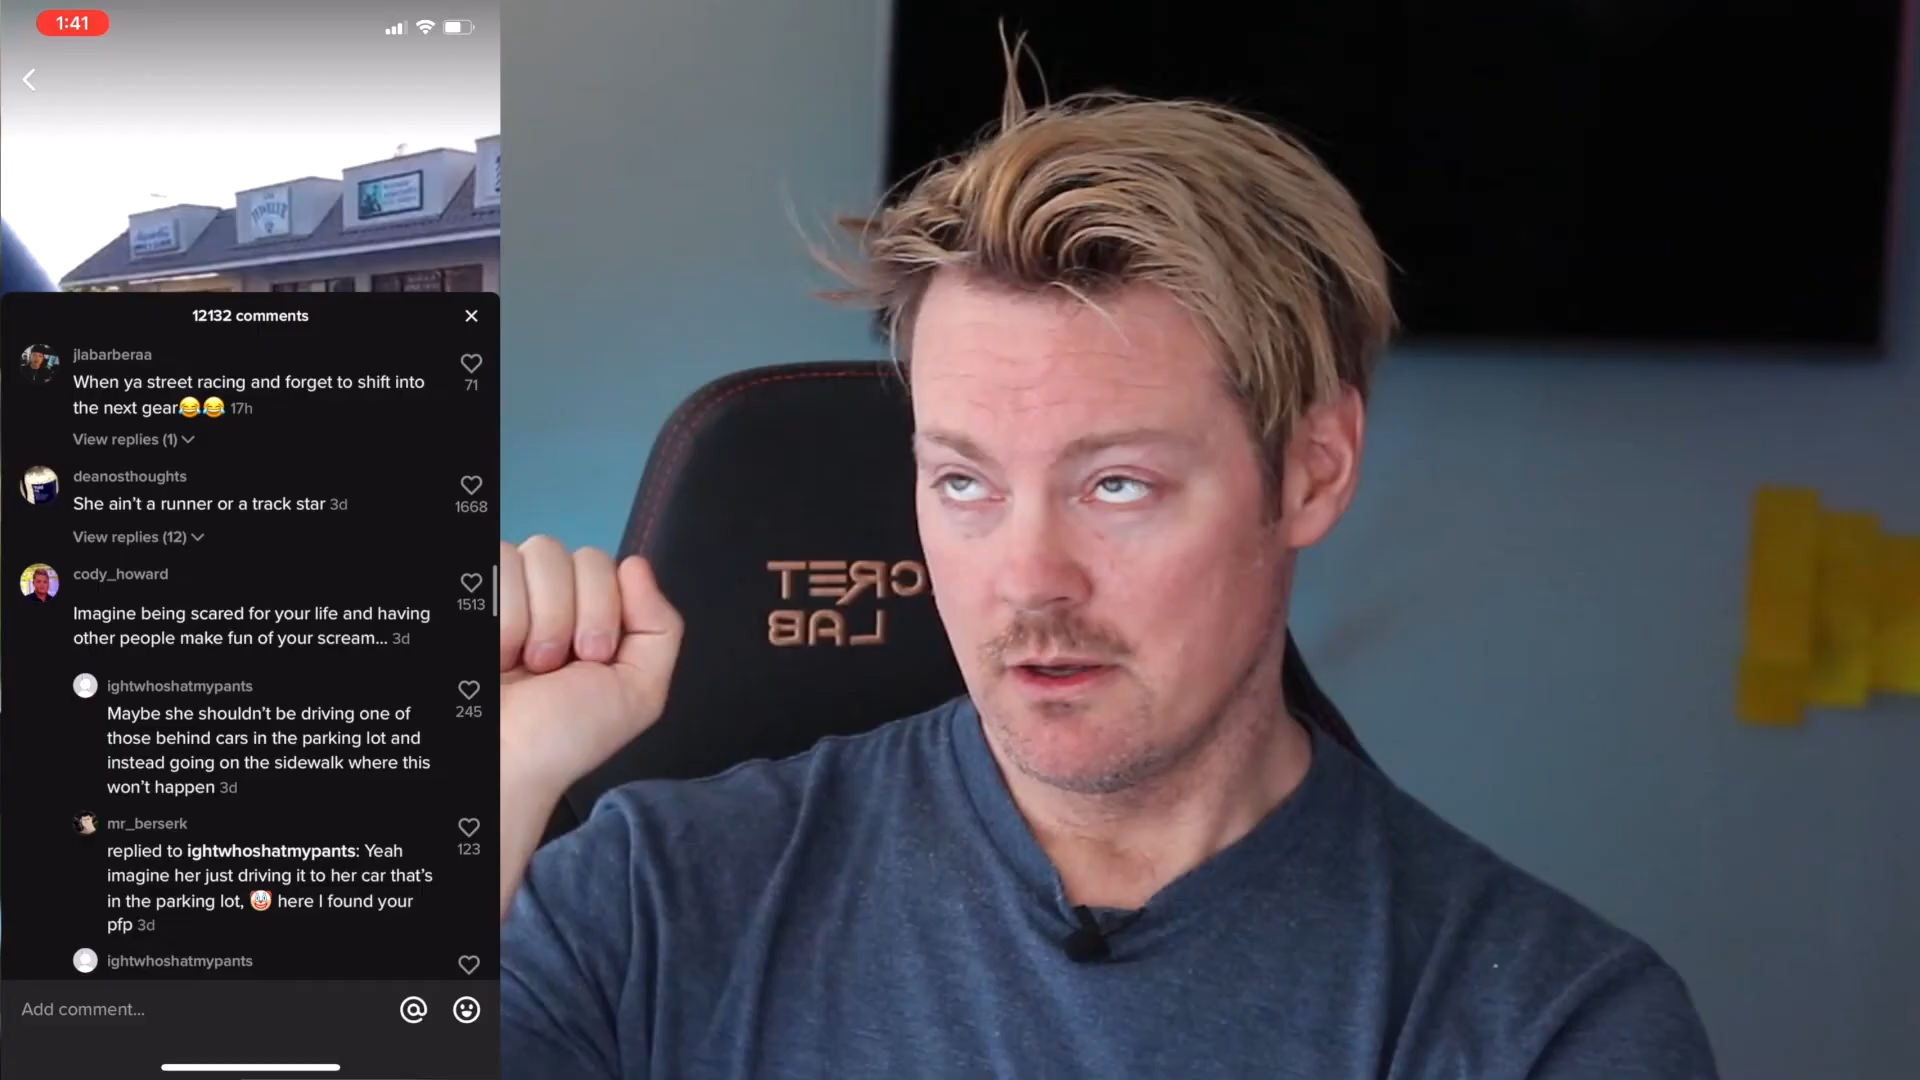 1:41
JEWELER
12132 comments
jlabarberaa
When ya street racing and forget to shift into
the next gear😂😂 17h
71
View replies (1)
deanosthoughts
She ain't a runner or a track star 3d
1668
View replies (12)
cody_howard
Imagine being scared for your life and having
other people make fun of your scream... 3d
1513
ightwhoshatmypants
Maybe she shouldn't be driving one of
those behind cars in the parking lot and
instead going on the sidewalk where this
won't happen 3d
245
mr_berserk
replied to ightwhoshatmypants: Yeah
imagine her just driving it to her car that's
in the parking lot, 🤡 here I found your
pfp 3d
123
ightwhoshatmypants
Add comment...
CRET
LAB